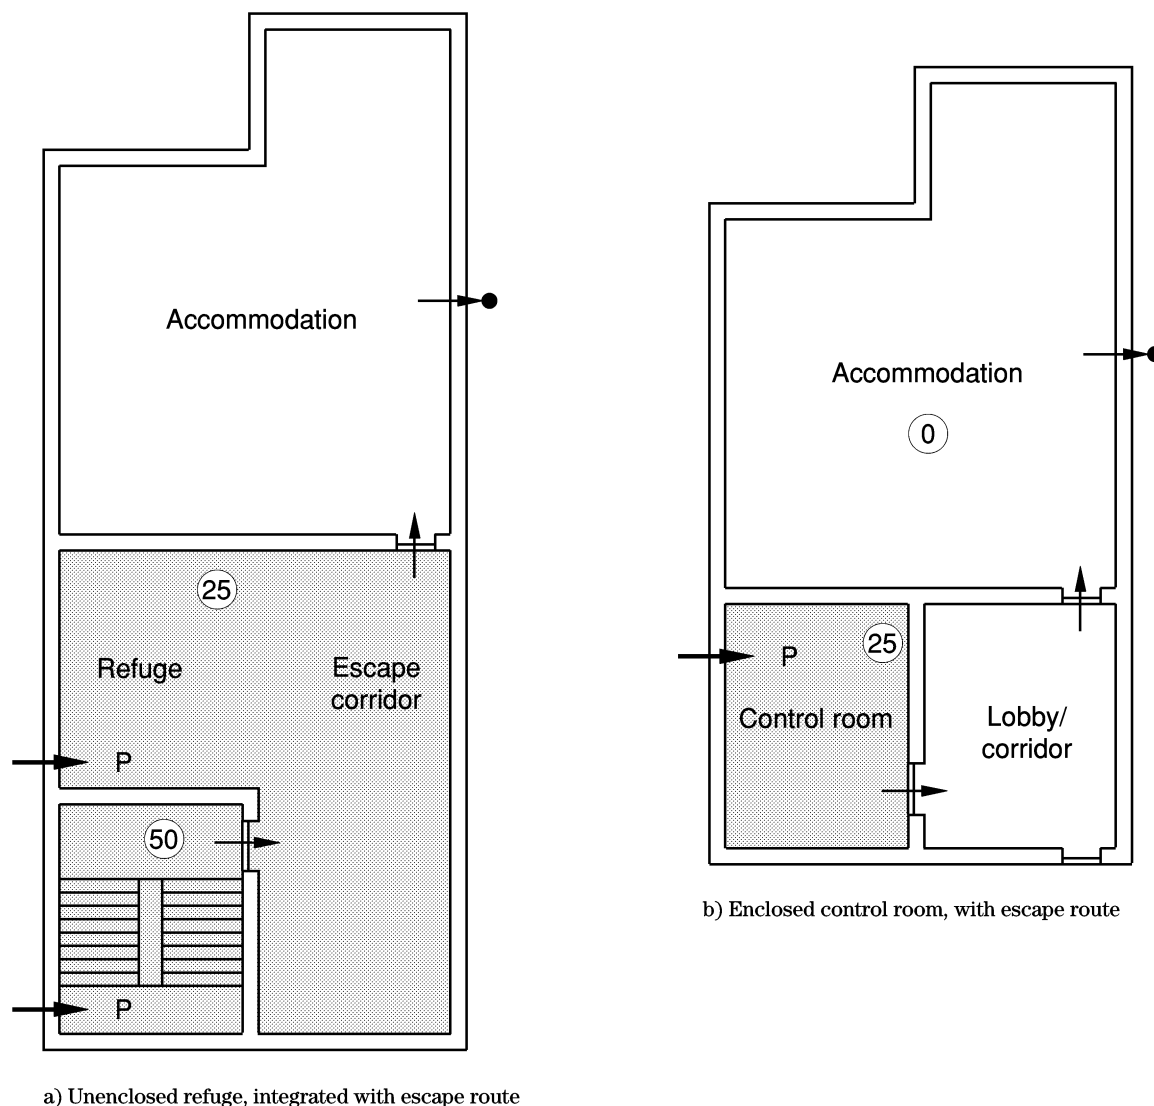 Accommodation
25
Refuge
Escape
corridor
P
50
P
a) Unenclosed refuge, integrated with escape route
Accommodation
0
25
P
Control room
Lobby/
corridor
b) Enclosed control room, with escape route